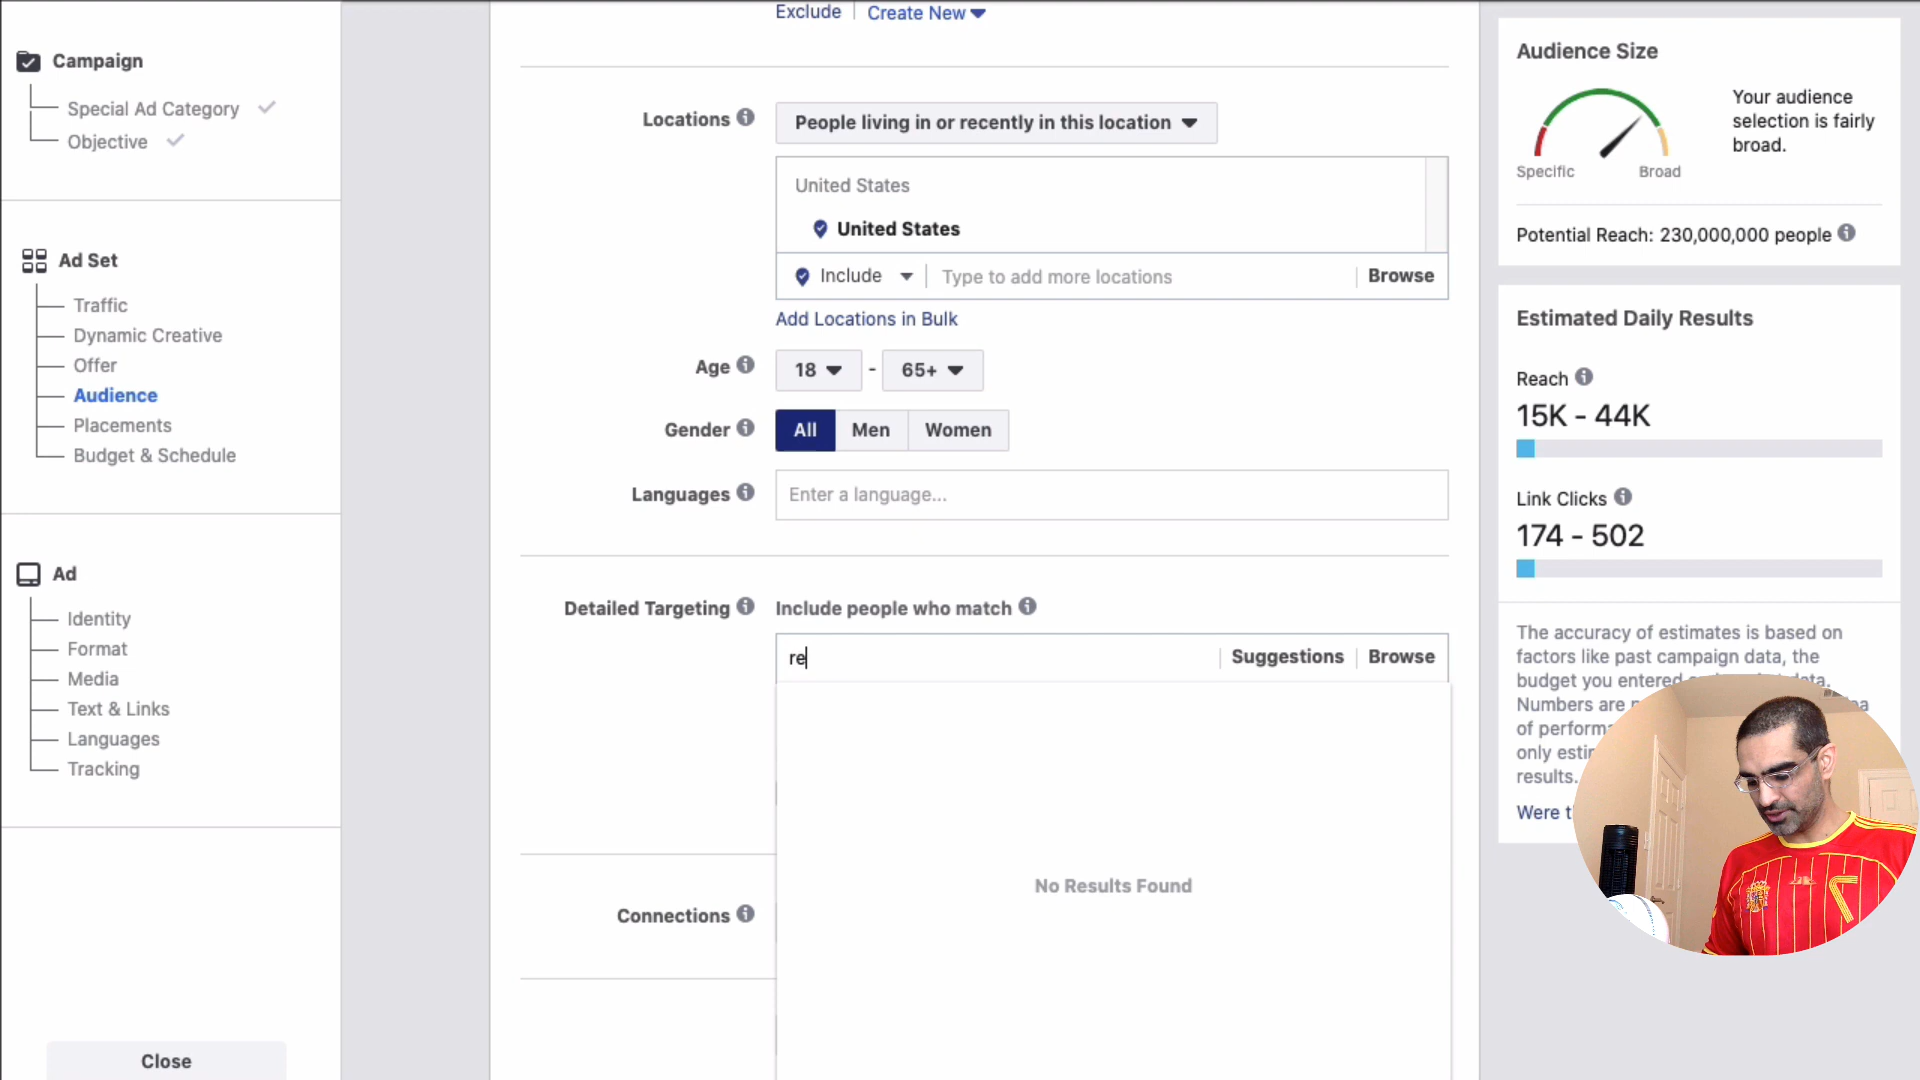 Exclude
Create New
Campaign
Special Ad Category
Objective
Ad Set
Traffic
Dynamic Creative
Offer
Audience
Placements
Budget & Schedule
Ad
Identity
Format
Media
Text & Links
Languages
Tracking
Close
Locations
People living in or recently in this location
United States
United States
Include
Type to add more locations
Browse
Add Locations in Bulk
Age
18
-
65+
Gender
All
Men
Women
Languages
Enter a language...
Detailed Targeting
Include people who match
re
Suggestions
Browse
No Results Found
Connections
Audience Size
Specific
Broad
Your audience
selection is fairly
broad.
Potential Reach: 230,000,000 people
Estimated Daily Results
Reach
15K - 44K
Link Clicks
174 - 502
The accuracy of estimates is based on
factors like past campaign data, the
budget you entered
Numbers are
of
only
results.
Were